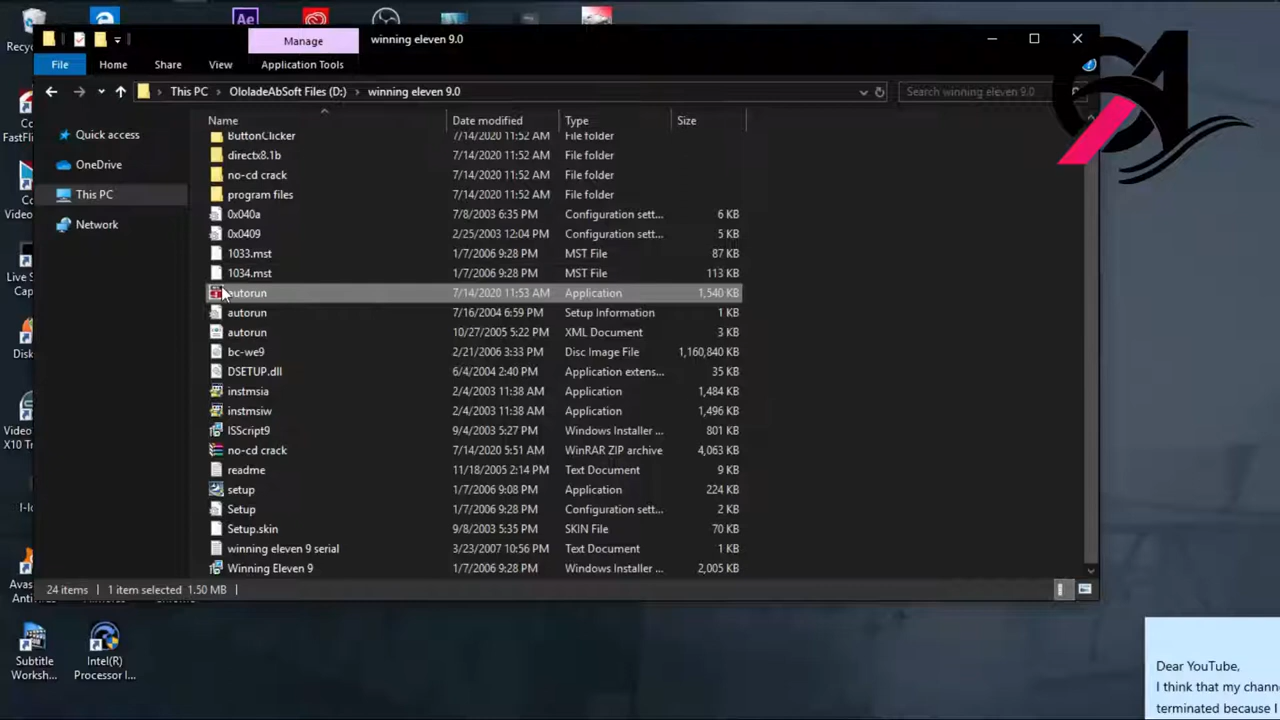 Recy
Ae
Manage
winning eleven 9.0
File
Home
Share
View
Application Tools
This PC
OloladeAbSoft Files (D:)
winning eleven 9.0
Search winning eleven 9.0
Name
Date modified
Type
Size
Quick access
OneDrive
This PC
Network
ButtonClicker 7/14/2020 11:52 AM File folder
directx8.1b 7/14/2020 11:52 AM File folder
no-cd crack 7/14/2020 11:52 AM File folder
program files 7/14/2020 11:52 AM File folder
0x040a 7/8/2003 6:35 PM Configuration sett... 6 KB
0x0409 2/25/2003 12:04 PM Configuration sett... 5 KB
1033.mst 1/7/2006 9:28 PM MST File 87 KB
1034.mst 1/7/2006 9:28 PM MST File 113 KB
autorun 7/14/2020 11:53 AM Application 1,540 KB
autorun 7/16/2004 6:59 PM Setup Information 1 KB
autorun 10/27/2005 5:22 PM XML Document 3 KB
bc-we9 2/21/2006 3:33 PM Disc Image File 1,160,840 KB
DSETUP.dll 6/4/2004 2:40 PM Application extens... 35 KB
instmsia 2/4/2003 11:38 AM Application 1,484 KB
instmsiw 2/4/2003 11:38 AM Application 1,496 KB
ISScript9 9/4/2003 5:27 PM Windows Installer ... 801 KB
no-cd crack 7/14/2020 5:51 AM WinRAR ZIP archive 4,063 KB
readme 11/18/2005 2:14 PM Text Document 9 KB
setup 1/7/2006 9:08 PM Application 224 KB
Setup 1/7/2006 9:28 PM Configuration sett... 2 KB
Setup.skin 9/8/2003 5:35 PM SKIN File 70 KB
winning eleven 9 serial 3/23/2007 10:56 PM Text Document 1 KB
Winning Eleven 9 1/7/2006 9:28 PM Windows Installer ... 2,005 KB
24 items
1 item selected 1.50 MB
Co
FastFli
Co
Video
Live S
Cap
Disk
Video
X10 Tr
I-I
Avas
Subtitle
Worksh...
Intel(R)
Processor I...
Dear YouTube,
I think that my chann
terminated because I